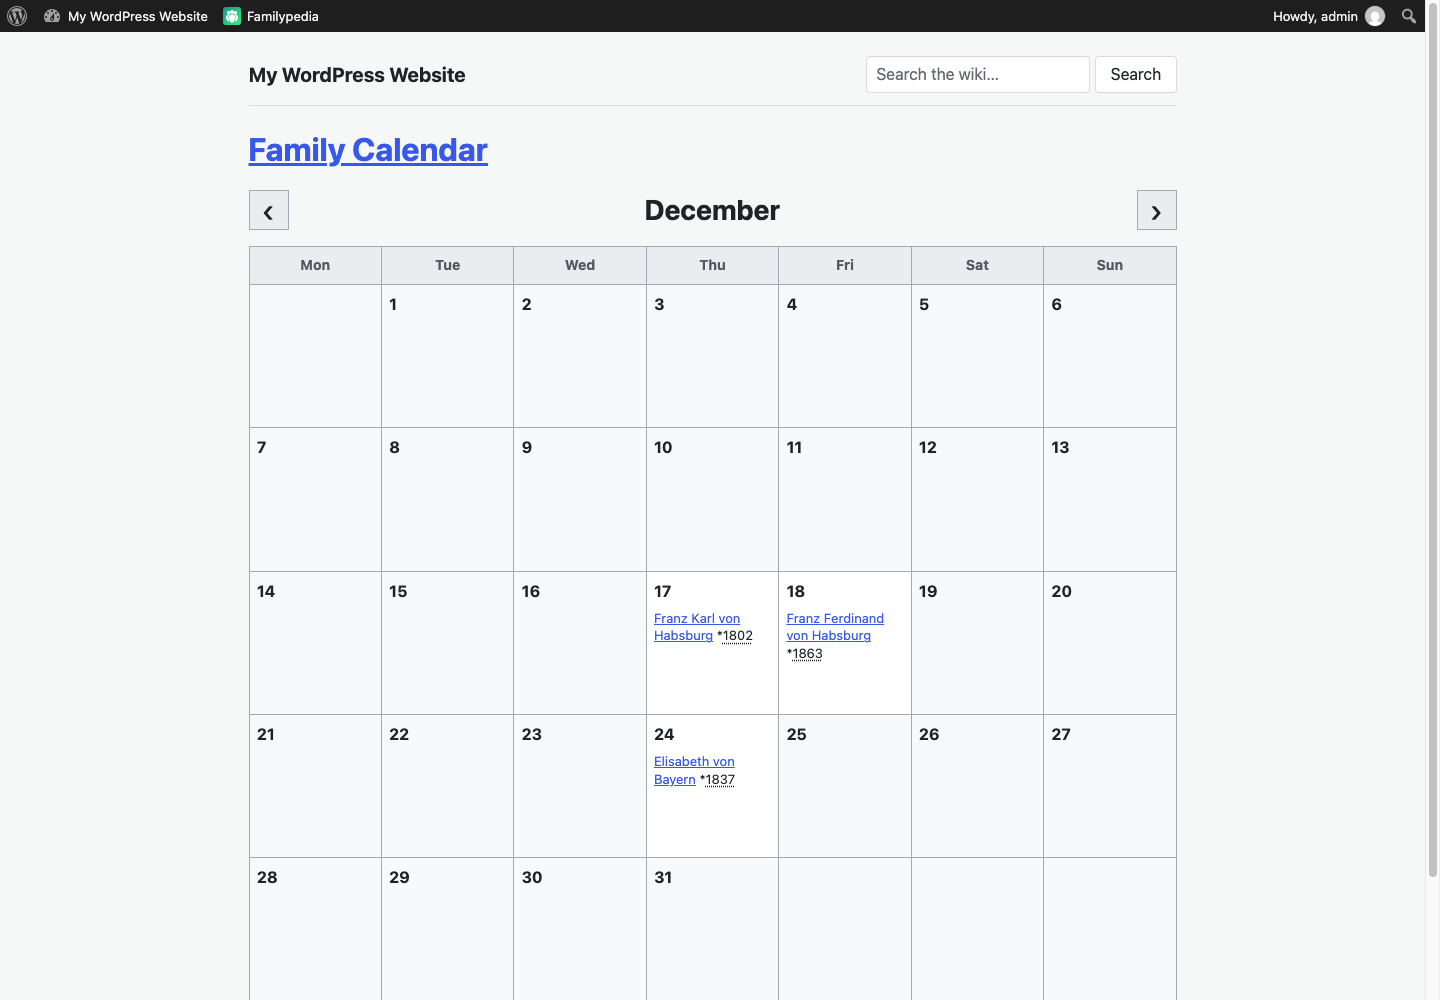 My WordPress Website Familypedia Howdy, admin
My WordPress Website Search the wiki... Search
Family Calendar
‹ December ›
Mon Tue Wed Thu Fri Sat Sun
1 2 3 4 5 6
7 8 9 10 11 12 13
14 15 16 17 18 19 20
Franz Karl von
Habsburg *1802
Franz Ferdinand
von Habsburg
*1863
21 22 23 24 25 26 27
Elisabeth von
Bayern *1837
28 29 30 31